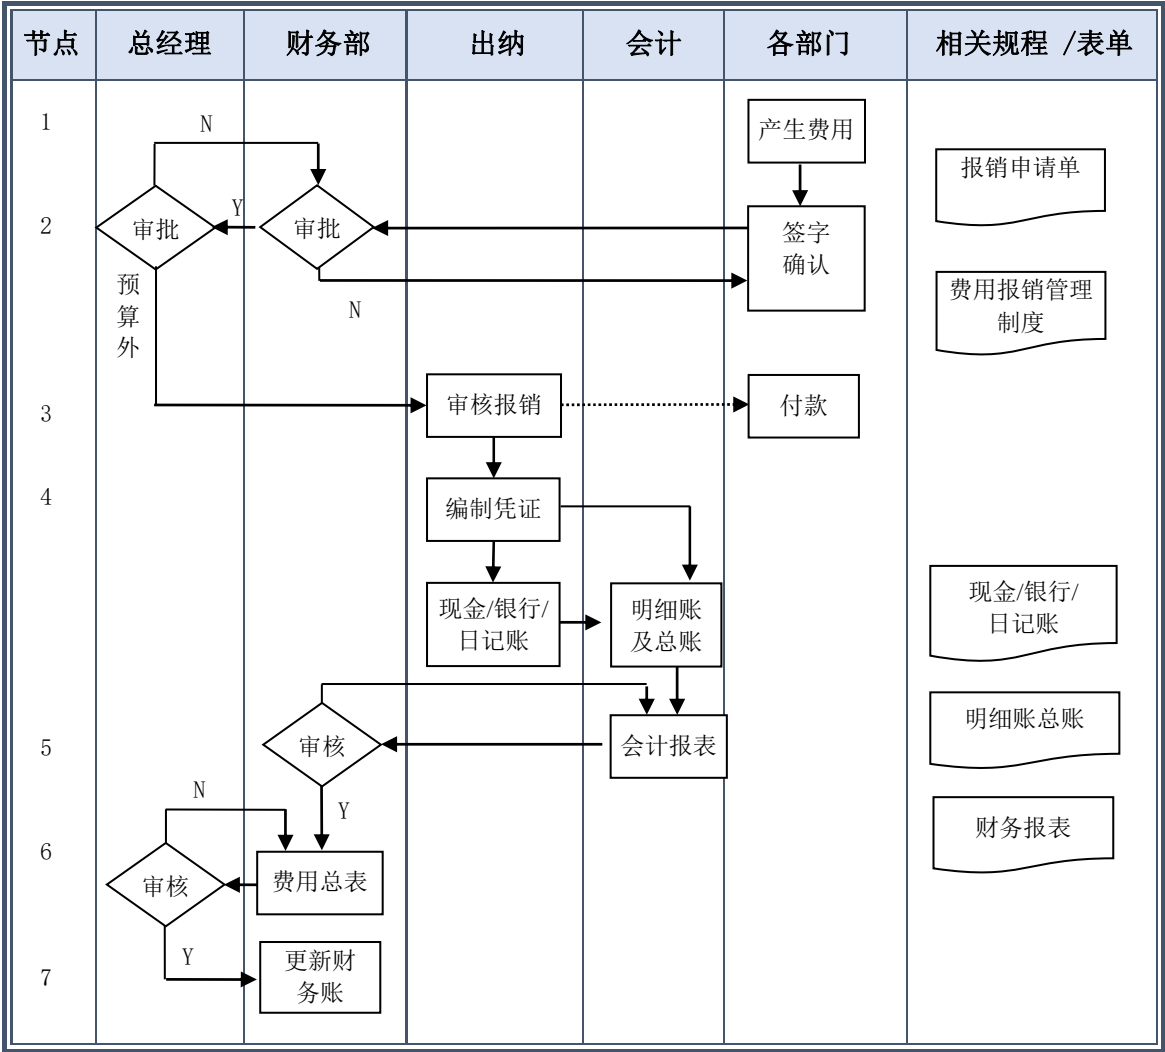 节点 总经理 财务部 出纳 会计 各部门 相关规程 /表单
1
N
产生费用
报销申请单
2
审批
Y
审批
签字
确认
N
预
算
外
费用报销管理
制度
3
审核报销
付款
4
编制凭证
现金/银行/
日记账
明细账
及总账
现金/银行/
日记账
5
审核
会计报表
明细账总账
N
Y
财务报表
6
审核
费用总表
7
Y
更新财
务账